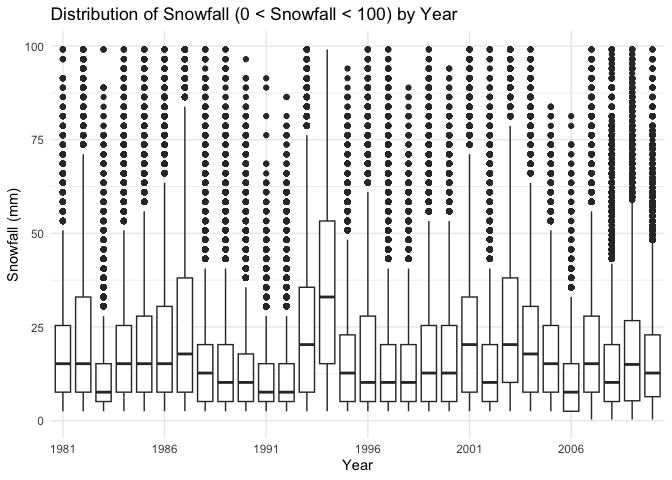 Distribution of Snowfall (0 < Snowfall < 100) by Year
100
75
50
25
0
Snowfall (mm)
1981 1986 1991 1996 2001 2006
Year